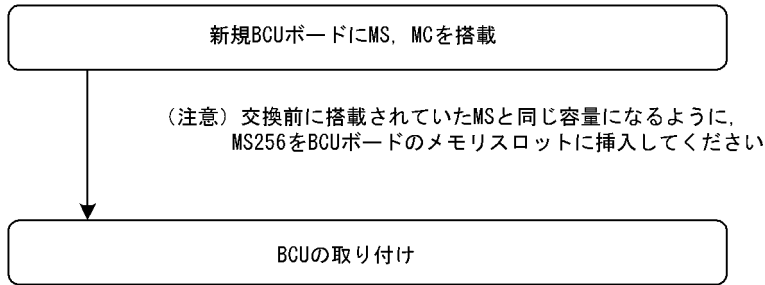 新規BCUボードにMS, MCを搭載
(注意) 交換前に搭載されていたMSと同じ容量になるように,
MS256をBCUボードのメモリスロットに挿入してください
BCUの取り付け